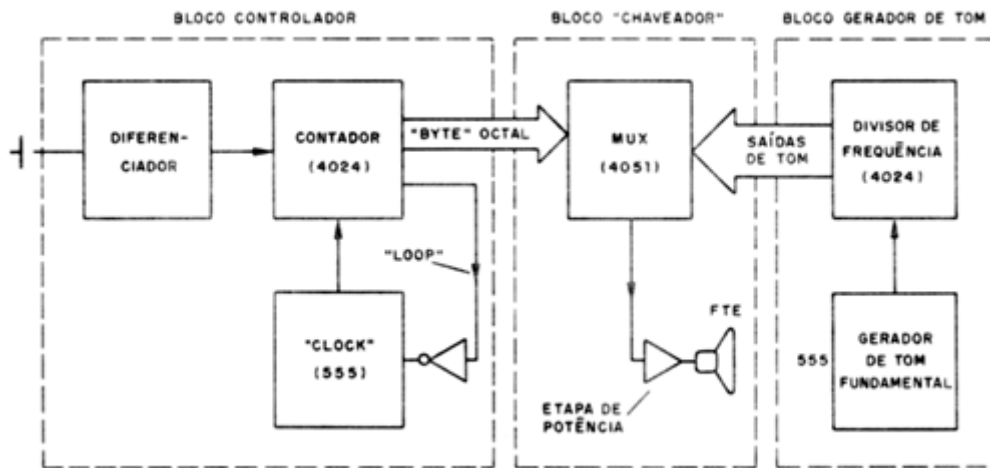 BLOCO CONTROLADOR
BLOCO "CHAVEADOR"
BLOCO GERADOR DE TOM
DIFEREN-
CIADOR
CONTADOR
(4024)
"BYTE" OCTAL
MUX
(4051)
SAÍDAS
DE TOM
DIVISOR DE
FREQUÊNCIA
(4024)
"LOOP"
"CLOCK"
(555)
FTE
ETAPA DE
POTÊNCIA
555
GERADOR
DE TOM
FUNDAMENTAL